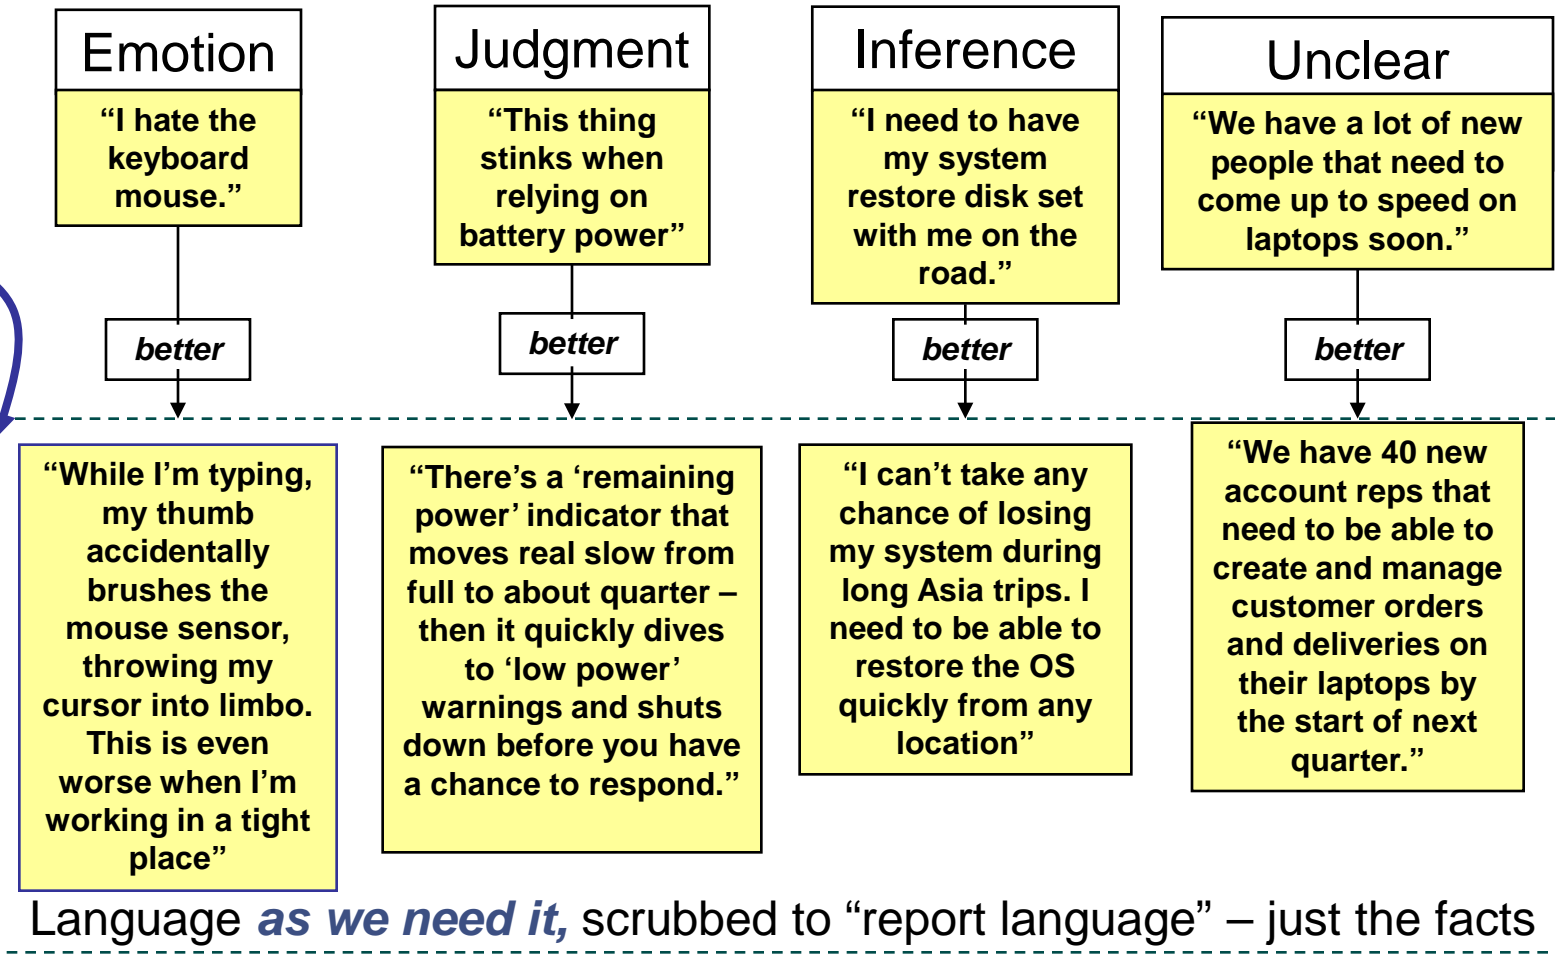 Emotion
“I hate the
keyboard
mouse.”
better
“While I’m typing,
my thumb
accidentally
brushes the
mouse sensor,
throwing my
cursor into limbo.
This is even
worse when I’m
working in a tight
place”
Judgment
“This thing
stinks when
relying on
battery power”
better
“There’s a ‘remaining
power’ indicator that
moves real slow from
full to about quarter –
then it quickly dives
to ‘low power’
warnings and shuts
down before you have
a chance to respond.”
Inference
“I need to have
my system
restore disk set
with me on the
road.”
better
“I can’t take any
chance of losing
my system during
long Asia trips. I
need to be able to
restore the OS
quickly from any
location”
Unclear
“We have a lot of new
people that need to
come up to speed on
laptops soon.”
better
“We have 40 new
account reps that
need to be able to
create and manage
customer orders
and deliveries on
their laptops by
the start of next
quarter.”
Language as we need it, scrubbed to “report language” – just the facts